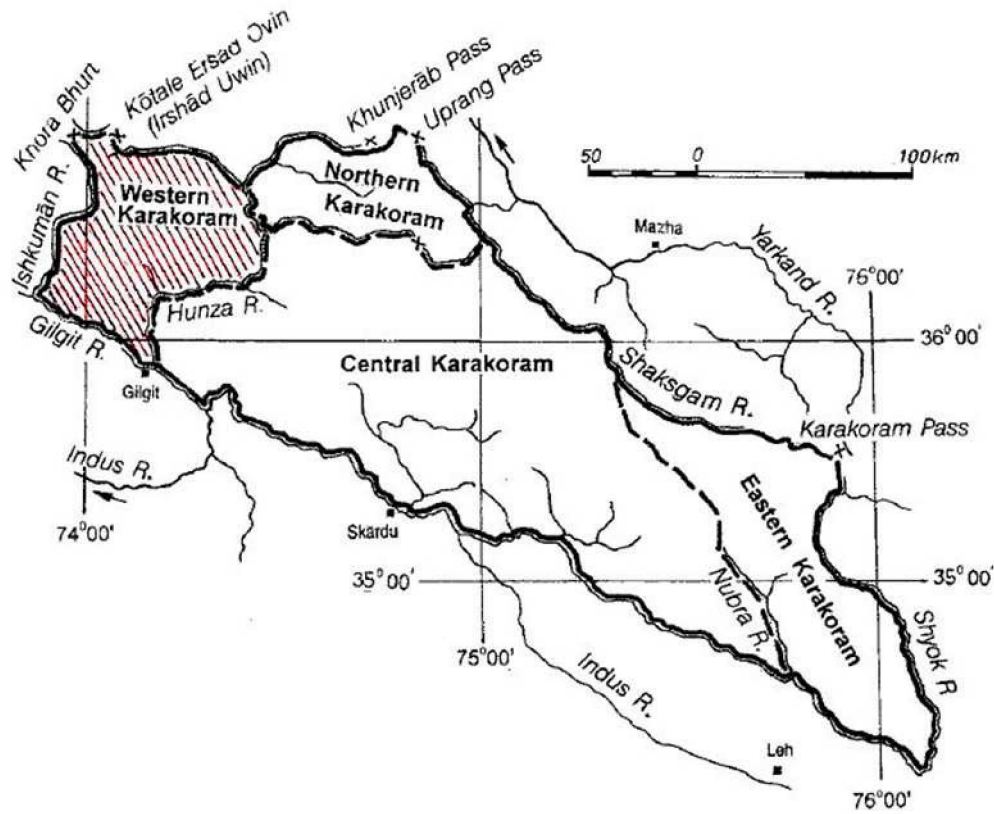 Knora Bhurt
Kōtale Ersād Ovin
(Irshād Uwin)
Khunjerāb Pass
Uprang Pass
50 0 100km
Ishkumān R.
Western
Karakoram
Northern
Karakoram
Mazha
Yarkand R.
76°00'
Hunza R.
Gilgit R.
36°00'
Gilgit
Central Karakoram
Shaksgam R.
Karakoram Pass
Indus R.
74°00'
Skārdu
Eastern Karakoram
35°00'
35°00'
Nubra R.
Shyok R
75°00'
Indus R.
Leh
76°00'